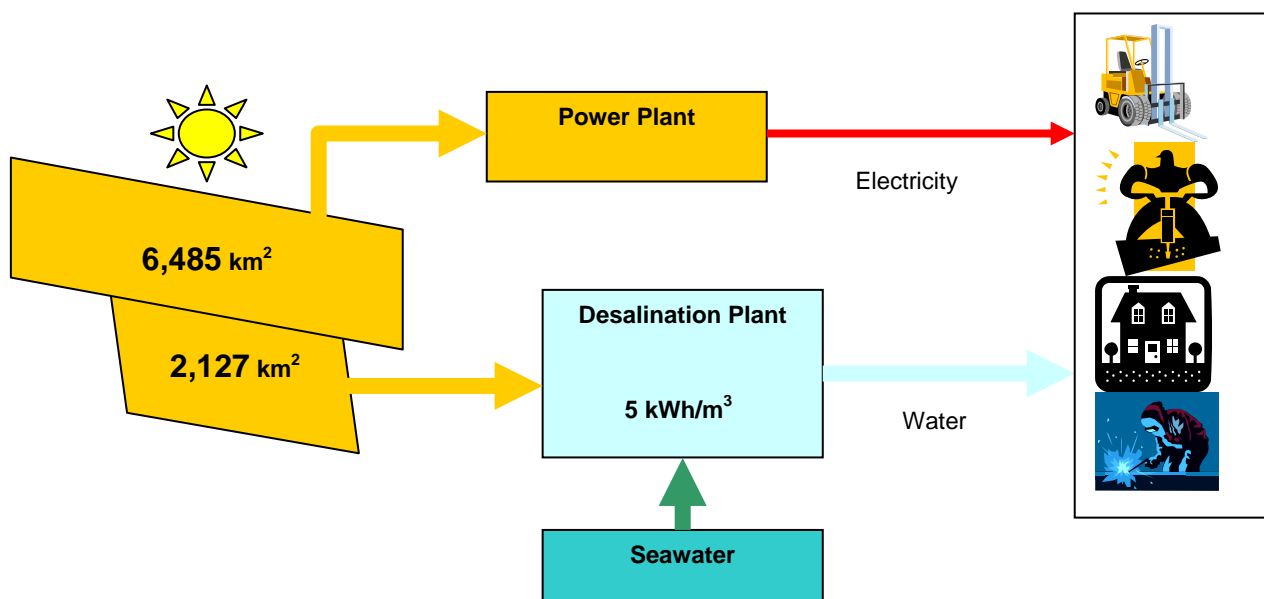 Power Plant
Electricity
6,485 km²
2,127 km²
Desalination Plant
5 kWh/m³
Water
Seawater